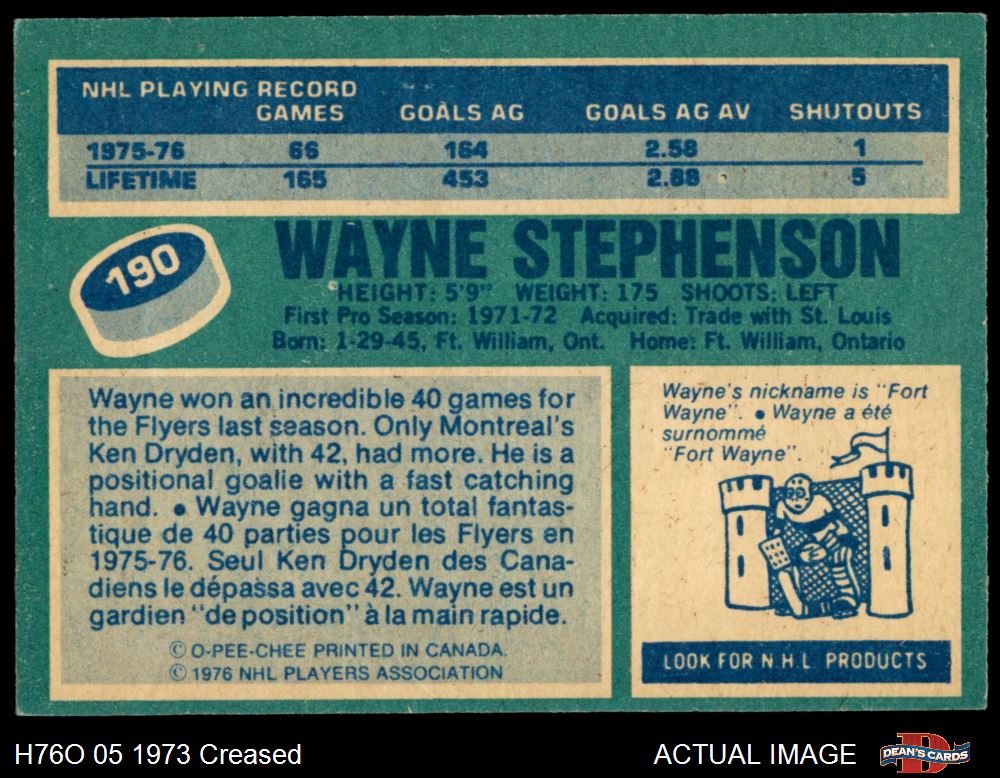 NHL PLAYING RECORD
GAMES GOALS AG GOALS AG AV SHUTOUTS
1975-76 66 164 2.58 1
LIFETIME 165 453 2.88 5
190
WAYNE STEPHENSON
HEIGHT: 5'9" WEIGHT: 175 SHOOTS: LEFT
First Pro Season: 1971-72 Acquired: Trade with St. Louis
Born: 1-29-45, Ft. William, Ont. Home: Ft. William, Ontario
Wayne won an incredible 40 games for
the Flyers last season. Only Montreal's
Ken Dryden, with 42, had more. He is a
positional goalie with a fast catching
hand. • Wayne gagna un total fantas-
tique de 40 parties pour les Flyers en
1975-76. Seul Ken Dryden des Cana-
diens le dépassa avec 42. Wayne est un
gardien "de position" à la main rapide.
© O-PEE-CHEE PRINTED IN CANADA.
© 1976 NHL PLAYERS ASSOCIATION
Wayne's nickname is "Fort
Wayne". • Wayne a été
surnommé
"Fort Wayne".
LOOK FOR N.H.L. PRODUCTS
H76O 05 1973 Creased
ACTUAL IMAGE
D
DEAN'S CARDS